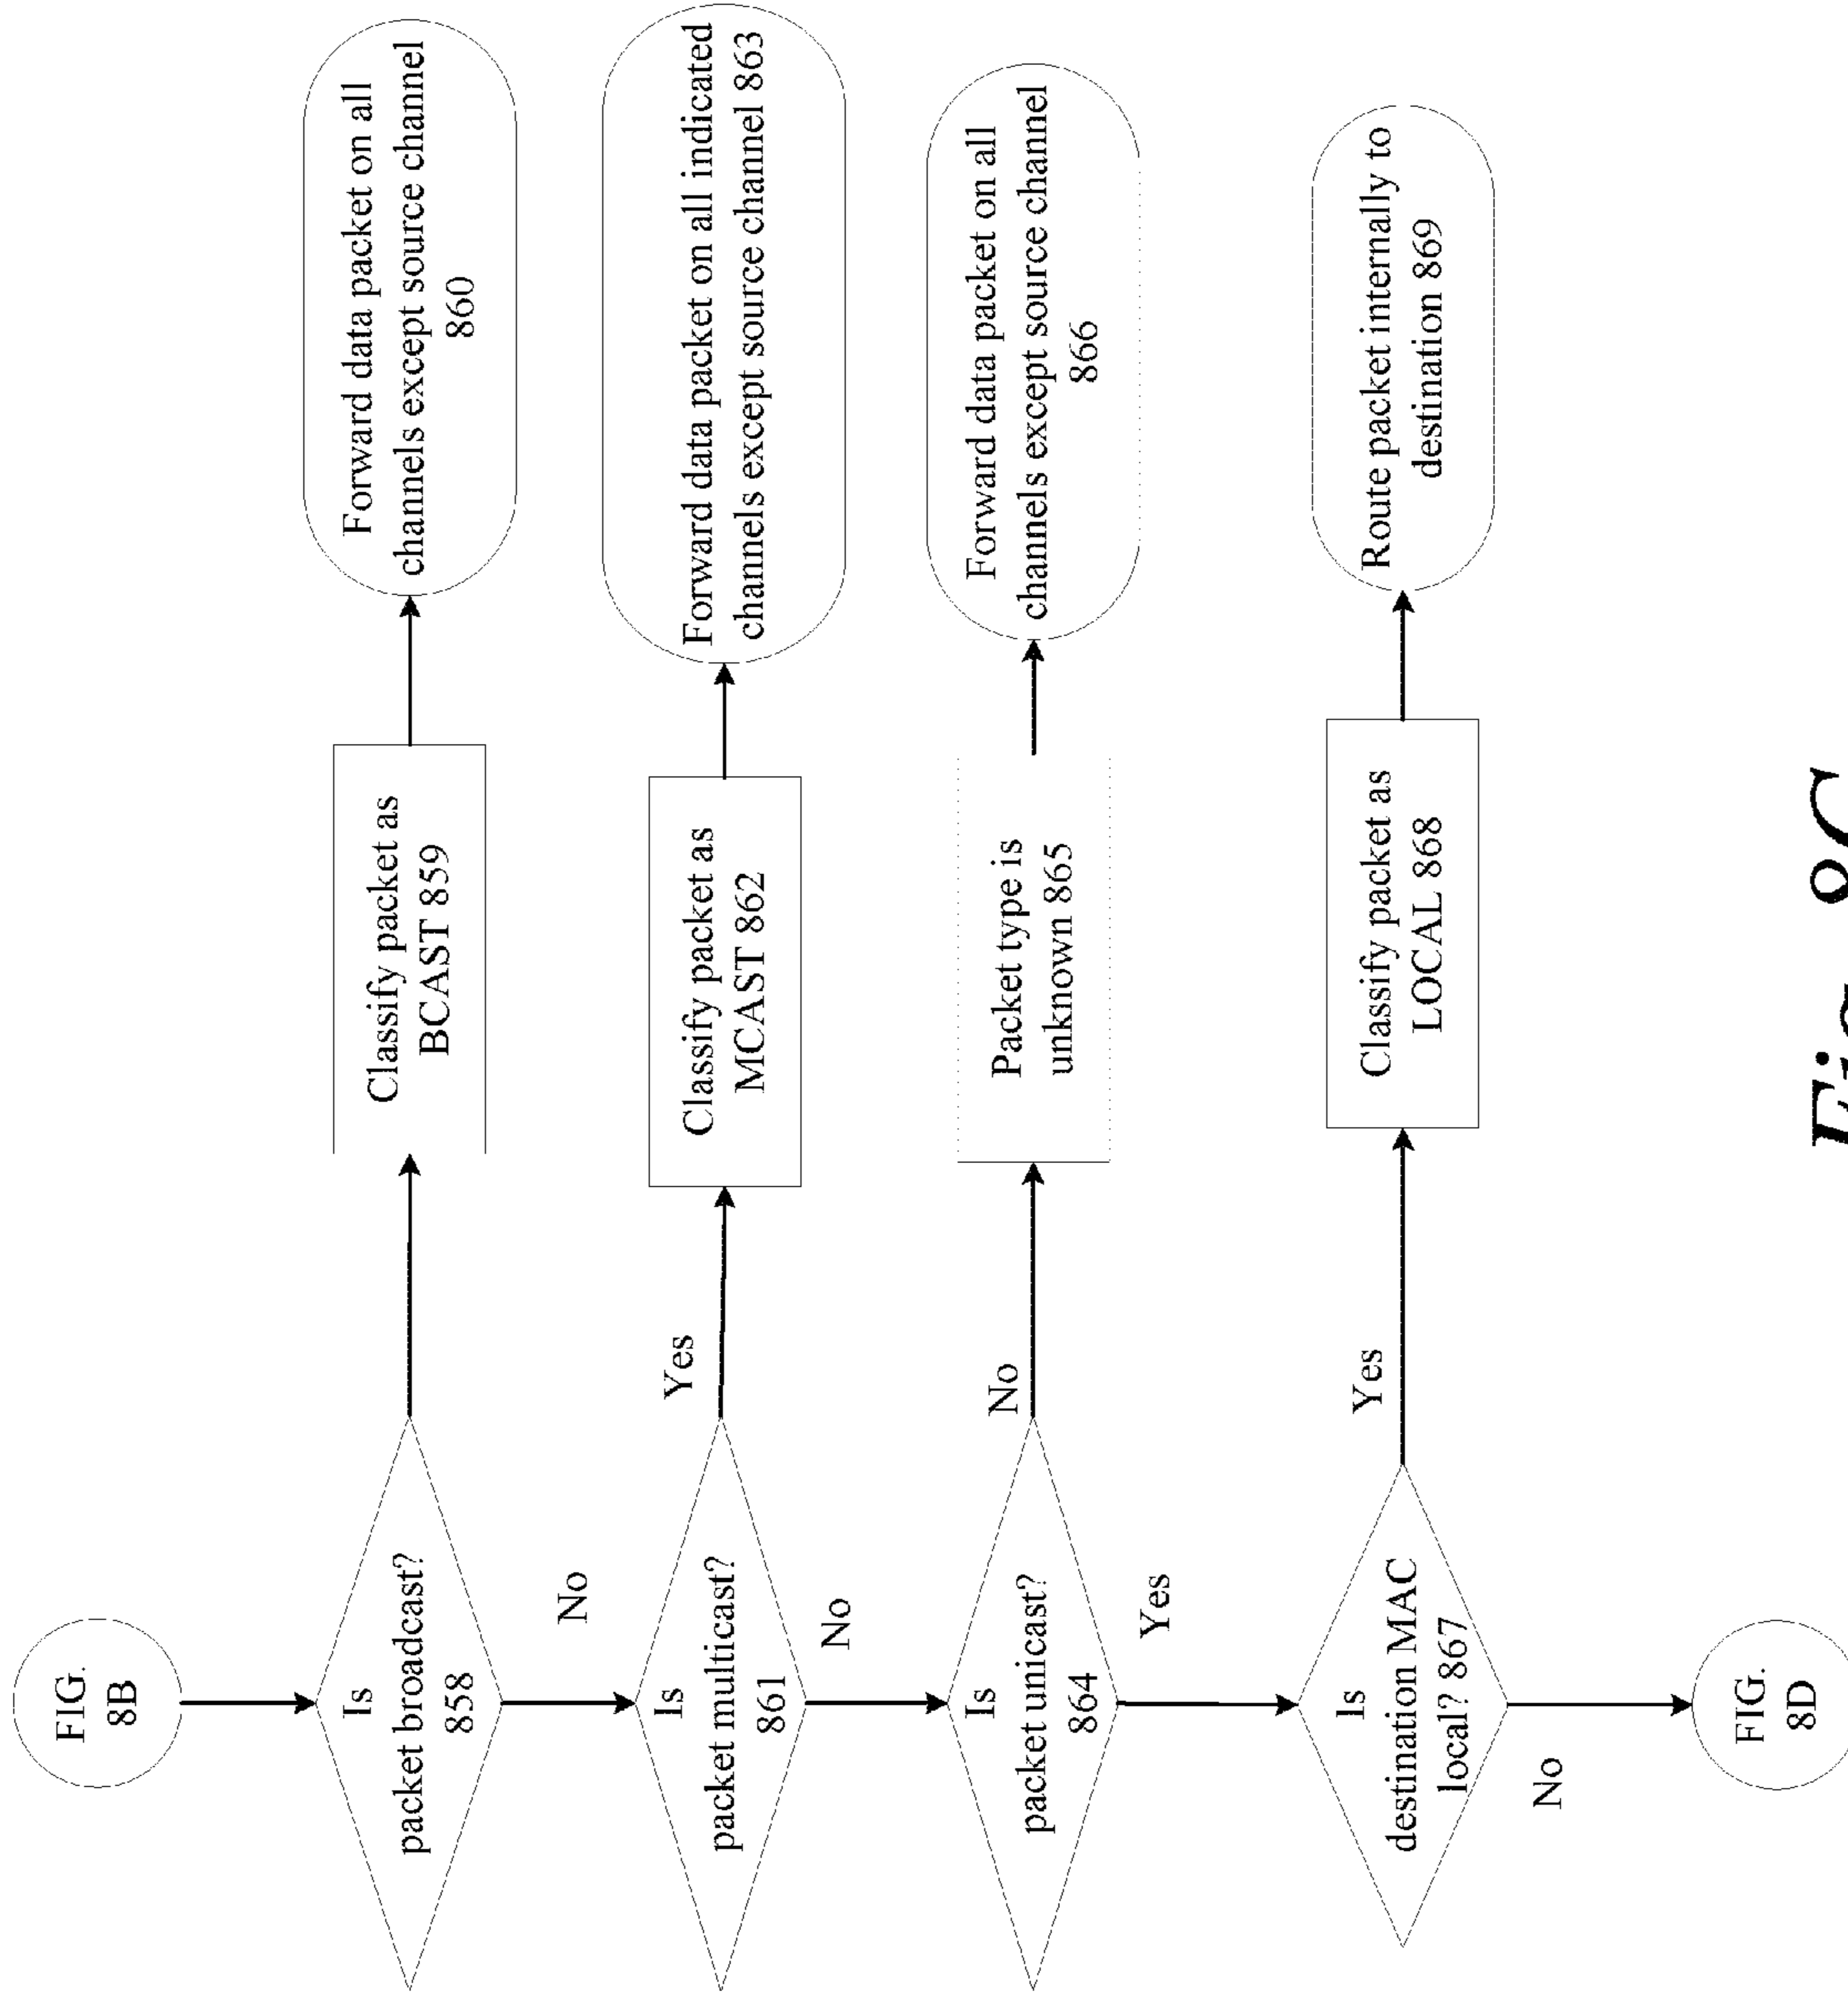 FIG.
8B
Is
packet broadcast?
858
Classify packet as
BCAST 859
Forward data packet on all
channels except source channel
860
No
Is
packet multicast?
861
Yes
Classify packet as
MCAST 862
Forward data packet on all indicated
channels except source channel 863
No
Is
packet unicast?
864
No
Packet type is
unknown 865
Forward data packet on all
channels except source channel
866
Yes
Is
destination MAC
local? 867
Yes
Classify packet as
LOCAL 868
Route packet internally to
destination 869
No
FIG.
8D
Fig. 8C